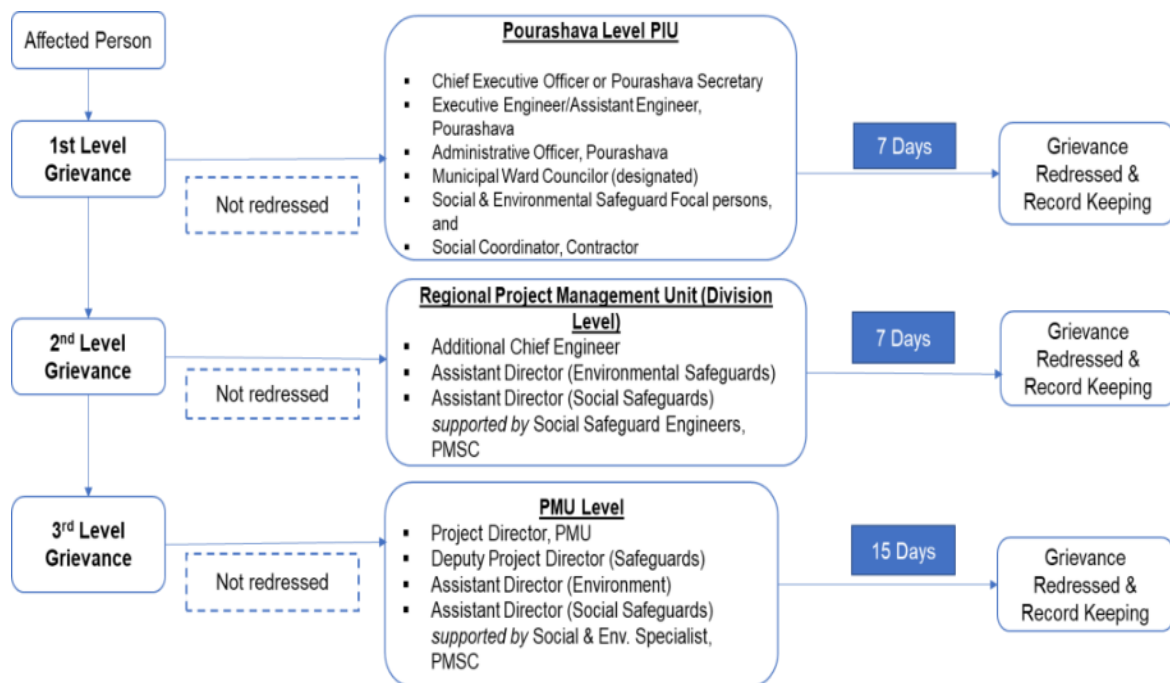 Affected Person
1st Level
Grievance
Not redressed
Pourashava Level PIU
▪ Chief Executive Officer or Pourashava Secretary
▪ Executive Engineer/Assistant Engineer,
Pourashava
▪ Administrative Officer, Pourashava
▪ Municipal Ward Councilor (designated)
▪ Social & Environmental Safeguard Focal persons,
and
▪ Social Coordinator, Contractor
7 Days
Grievance
Redressed &
Record Keeping
2nd Level
Grievance
Not redressed
Regional Project Management Unit (Division
Level)
▪ Additional Chief Engineer
▪ Assistant Director (Environmental Safeguards)
▪ Assistant Director (Social Safeguards)
supported by Social Safeguard Engineers,
PMSC
7 Days
Grievance
Redressed &
Record Keeping
3rd Level
Grievance
Not redressed
PMU Level
▪ Project Director, PMU
▪ Deputy Project Director (Safeguards)
▪ Assistant Director (Environment)
▪ Assistant Director (Social Safeguards)
supported by Social & Env. Specialist,
PMSC
15 Days
Grievance
Redressed &
Record Keeping